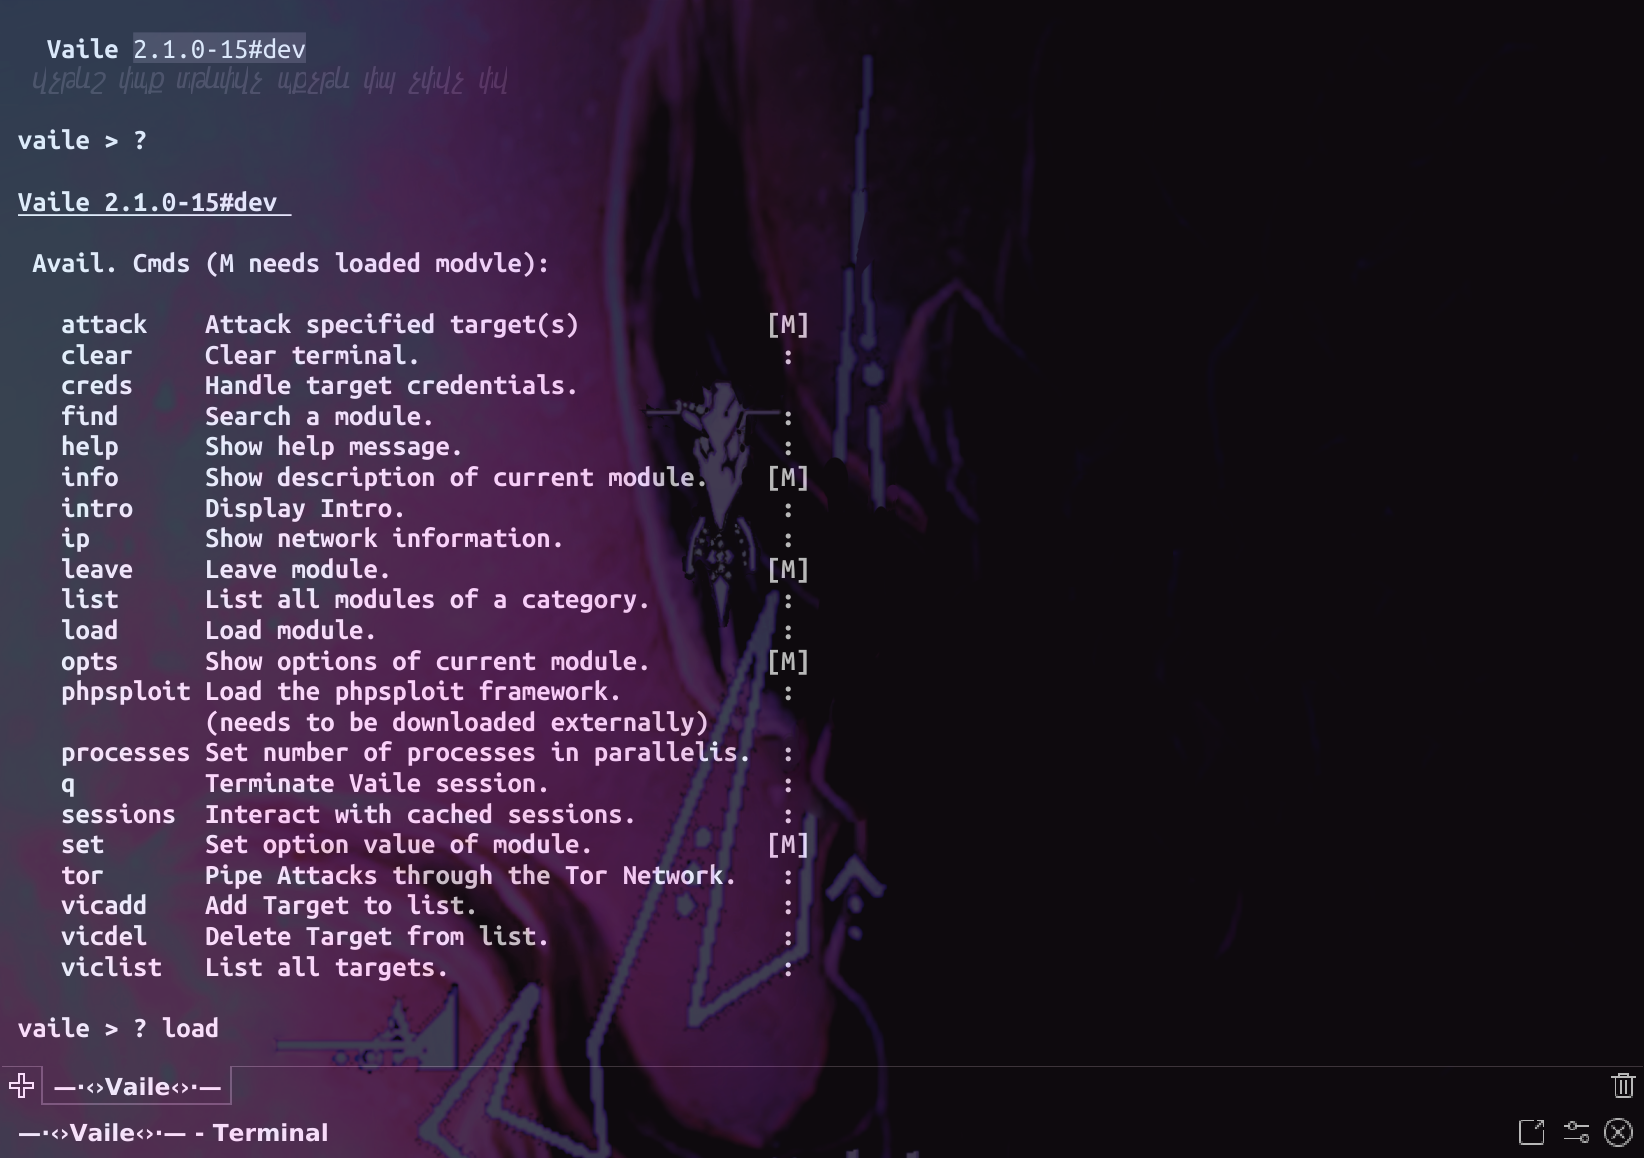 Vaile 2.1.0-15#dev
vaile > ?
Vaile 2.1.0-15#dev
Avail. Cmds (M needs loaded modvle):
attack Attack specified target(s) [M]
clear Clear terminal. :
creds Handle target credentials.
find Search a module. :
help Show help message. :
info Show description of current module. [M]
intro Display Intro. :
ip Show network information. :
leave Leave module. [M]
list List all modules of a category. :
load Load module. :
opts Show options of current module. [M]
phpsploit Load the phpsploit framework. :
(needs to be downloaded externally)
processes Set number of processes in parallelis. :
q Terminate Vaile session. :
sessions Interact with cached sessions. :
set Set option value of module. [M]
tor Pipe Attacks through the Tor Network. :
vicadd Add Target to list. :
vicdel Delete Target from list. :
viclist List all targets. :
vaile > ? load
—·‹›Vaile‹›·—
—·‹›Vaile‹›·— - Terminal